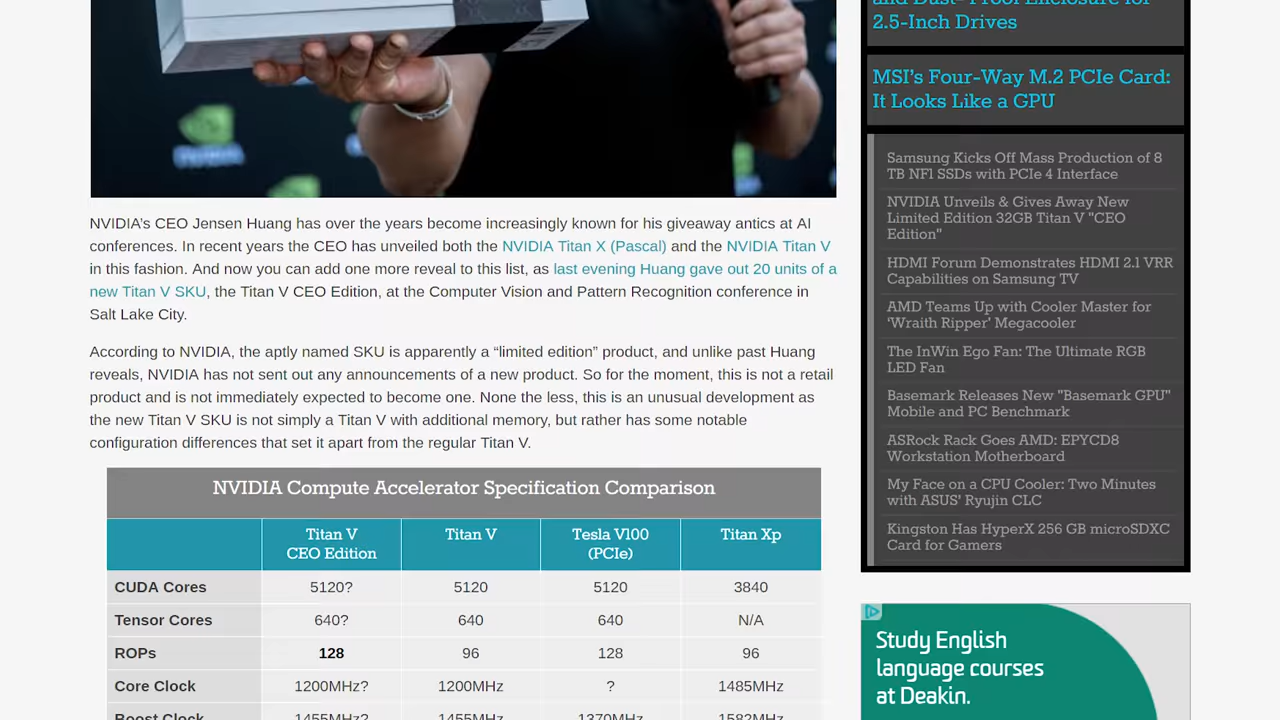 NVIDIA's CEO Jensen Huang has over the years become increasingly known for his giveaway antics at AI
conferences. In recent years the CEO has unveiled both the NVIDIA Titan X (Pascal) and the NVIDIA Titan V
in this fashion. And now you can add one more reveal to this list, as last evening Huang gave out 20 units of a
new Titan V SKU, the Titan V CEO Edition, at the Computer Vision and Pattern Recognition conference in
Salt Lake City.
According to NVIDIA, the aptly named SKU is apparently a “limited edition” product, and unlike past Huang
reveals, NVIDIA has not sent out any announcements of a new product. So for the moment, this is not a retail
product and is not immediately expected to become one. None the less, this is an unusual development as
the new Titan V SKU is not simply a Titan V with additional memory, but rather has some notable
configuration differences that set it apart from the regular Titan V.
NVIDIA Compute Accelerator Specification Comparison
Titan V CEO Edition Titan V Tesla V100 (PCIe) Titan Xp
CUDA Cores 5120? 5120 5120 3840
Tensor Cores 640? 640 640 N/A
ROPs 128 96 128 96
Core Clock 1200MHz? 1200MHz ? 1485MHz
Boost Clock 1455MHz? 1455MHz 1370MHz 1582MHz
and Dust- Proof Enclosure for
2.5-Inch Drives
MSI's Four-Way M.2 PCIe Card:
It Looks Like a GPU
Samsung Kicks Off Mass Production of 8
TB NF1 SSDs with PCIe 4 Interface
NVIDIA Unveils & Gives Away New
Limited Edition 32GB Titan V "CEO
Edition"
HDMI Forum Demonstrates HDMI 2.1 VRR
Capabilities on Samsung TV
AMD Teams Up with Cooler Master for
‘Wraith Ripper’ Megacooler
The InWin Ego Fan: The Ultimate RGB
LED Fan
Basemark Releases New "Basemark GPU"
Mobile and PC Benchmark
ASRock Rack Goes AMD: EPYCD8
Workstation Motherboard
My Face on a CPU Cooler: Two Minutes
with ASUS' Ryujin CLC
Kingston Has HyperX 256 GB microSDXC
Card for Gamers
Study English
language courses
at Deakin.